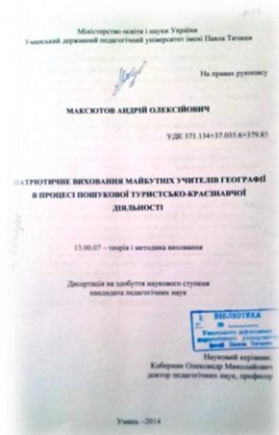 Міністерство освіти і науки України
Уманський державний педагогічний університет імені Павла Тичини
На правах рукопису
МАКСЮТОВ АНДРІЙ ОЛЕКСІЙОВИЧ
УДК 371.134+37.035.6+379.85
ПАТРІОТИЧНЕ ВИХОВАННЯ МАЙБУТНІХ УЧИТЕЛІВ ГЕОГРАФІЇ
В ПРОЦЕСІ ПОШУКОВОЇ ТУРИСТСЬКО-КРАЄЗНАВЧОЇ
ДІЯЛЬНОСТІ
13.00.07 – теорія і методика виховання
Дисертація на здобуття наукового ступеня
кандидата педагогічних наук
БІБЛІОТЕКА
Науковий керівник:
Коберник Олександр Миколайович
доктор педагогічних наук, професор
Умань –2014